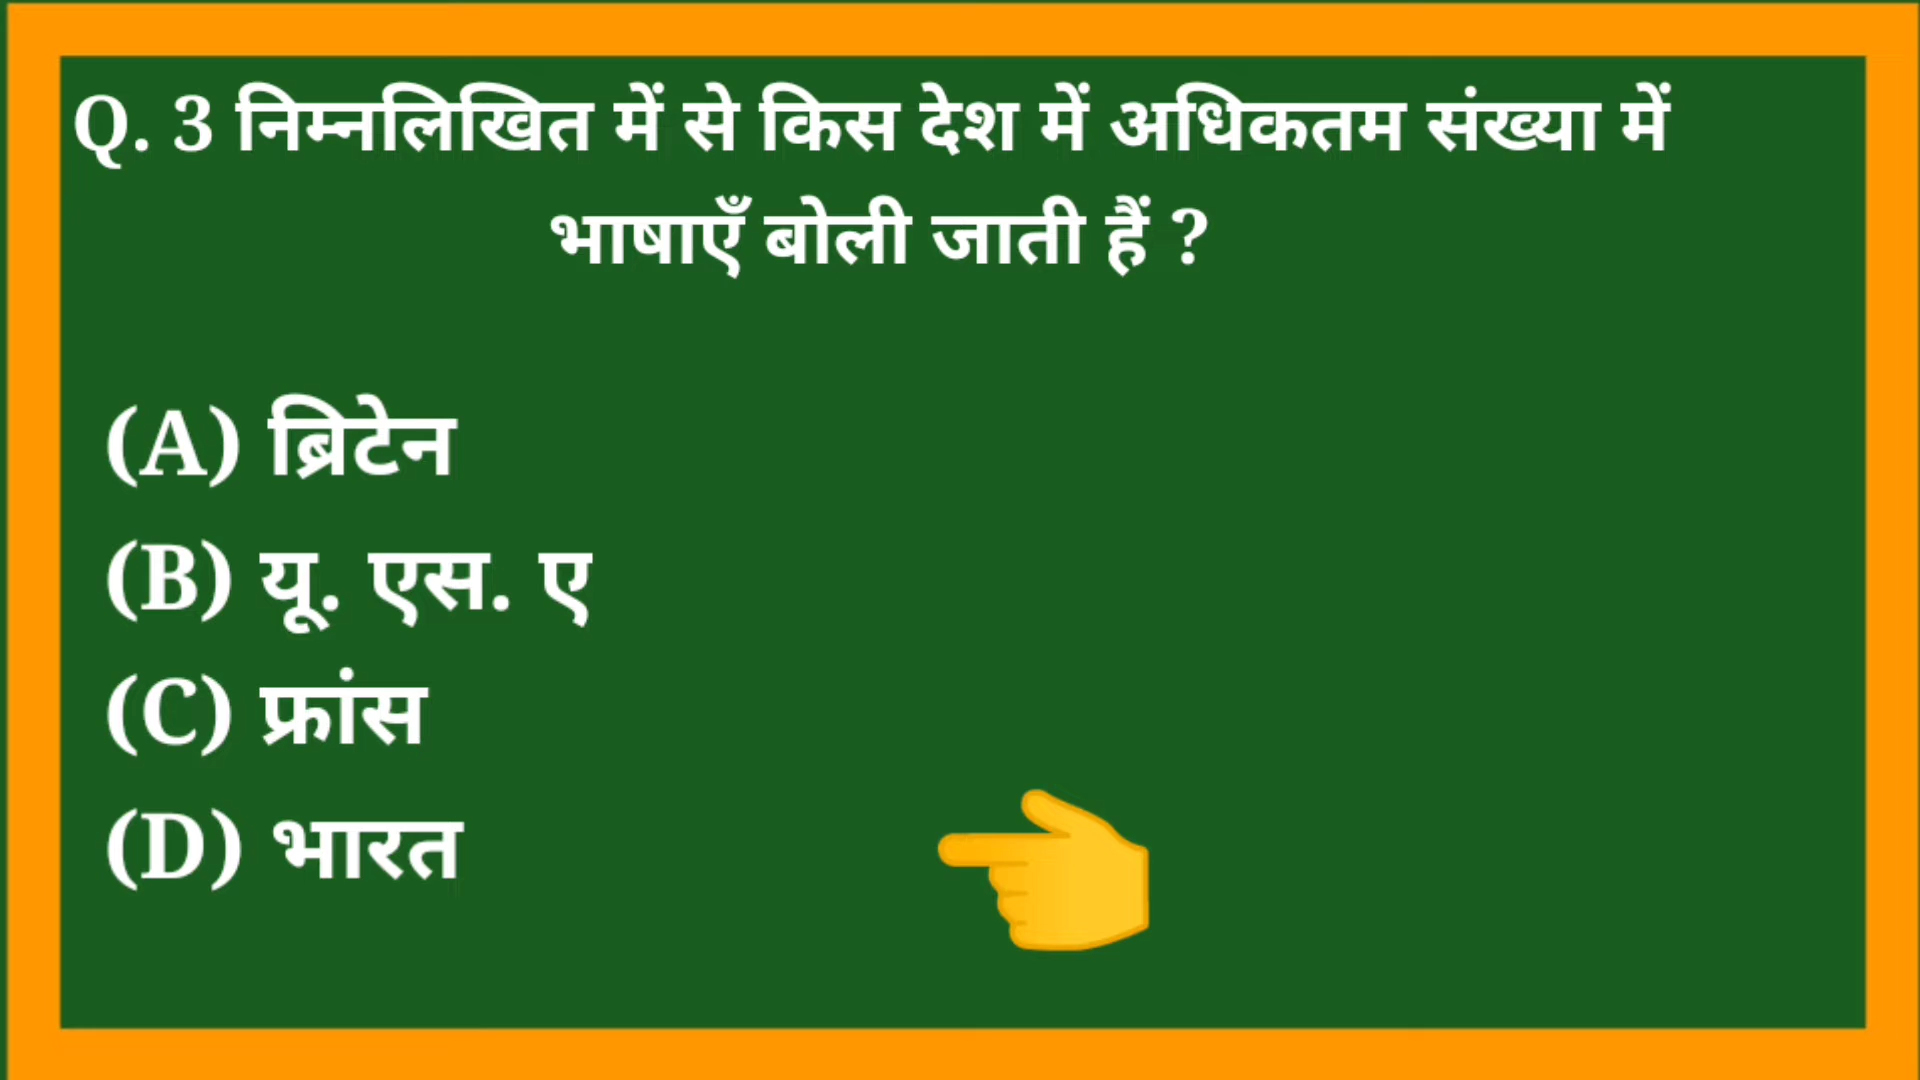 Q. 3 निम्नलिखित में से किस देश में अधिकतम संख्या में
भाषाएँ बोली जाती हैं ?
(A) ब्रिटेन
(B) यू. एस. ए
(C) फ्रांस
(D) भारत